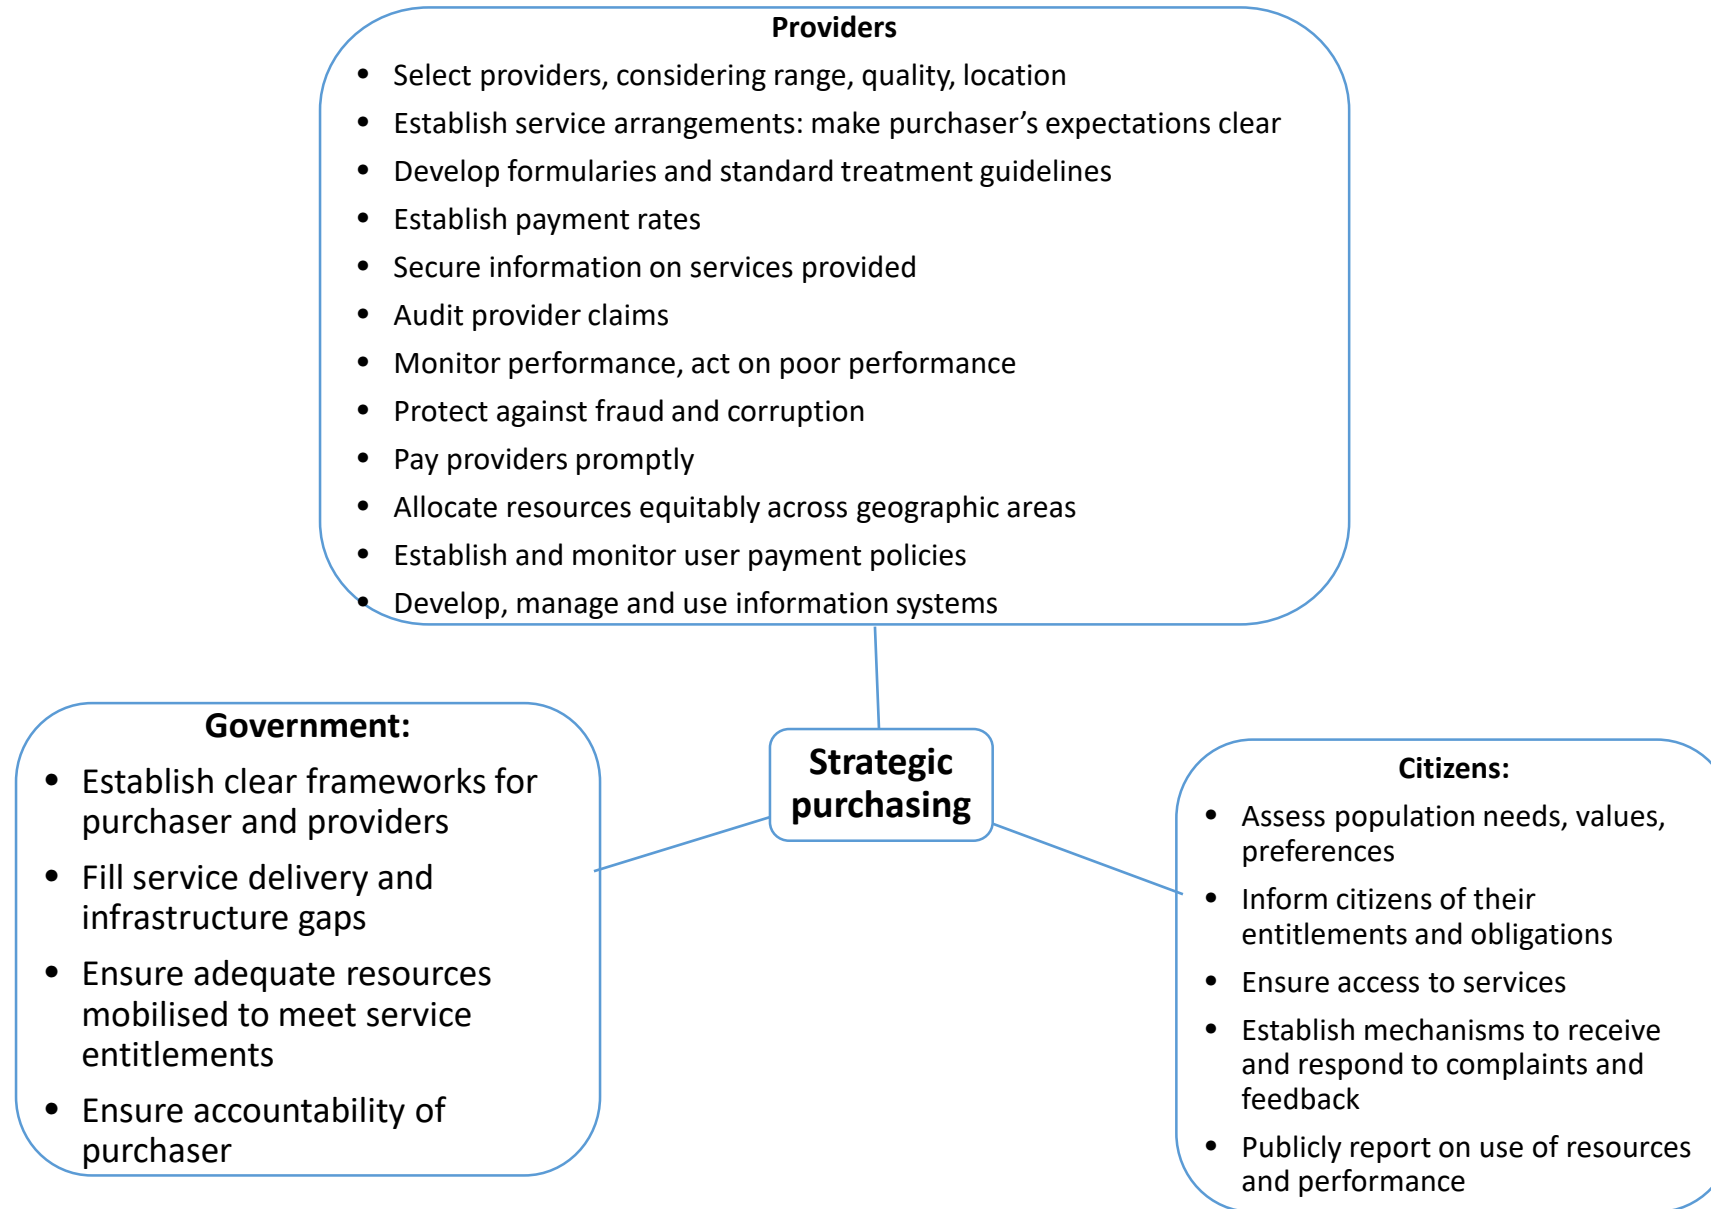 Providers
• Select providers, considering range, quality, location
• Establish service arrangements: make purchaser’s expectations clear
• Develop formularies and standard treatment guidelines
• Establish payment rates
• Secure information on services provided
• Audit provider claims
• Monitor performance, act on poor performance
• Protect against fraud and corruption
• Pay providers promptly
• Allocate resources equitably across geographic areas
• Establish and monitor user payment policies
• Develop, manage and use information systems
Government:
• Establish clear frameworks for
purchaser and providers
• Fill service delivery and
infrastructure gaps
• Ensure adequate resources
mobilised to meet service
entitlements
• Ensure accountability of
purchaser
Strategic
purchasing
Citizens:
• Assess population needs, values,
preferences
• Inform citizens of their
entitlements and obligations
• Ensure access to services
• Establish mechanisms to receive
and respond to complaints and
feedback
• Publicly report on use of resources
and performance